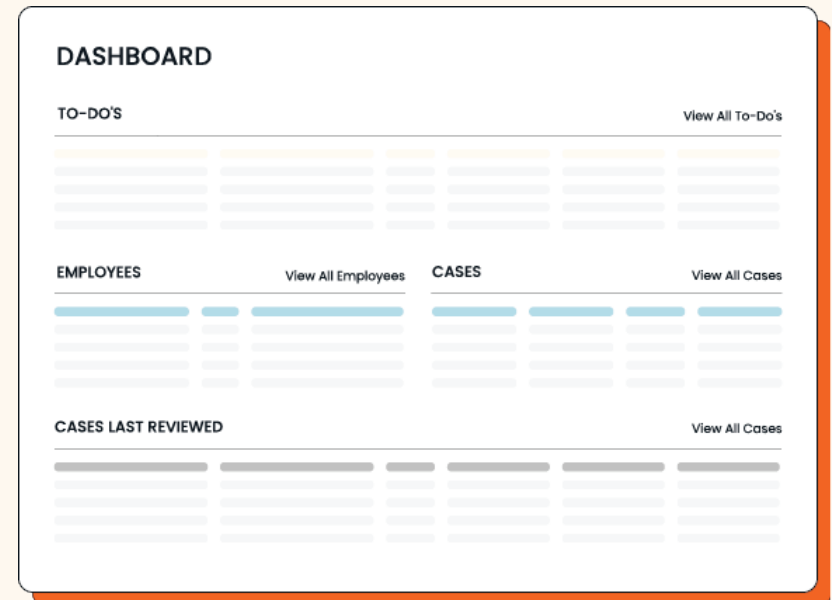 DASHBOARD
TO-DO'S
View All To-Do's
EMPLOYEES
View All Employees
CASES
View All Cases
CASES LAST REVIEWED
View All Cases